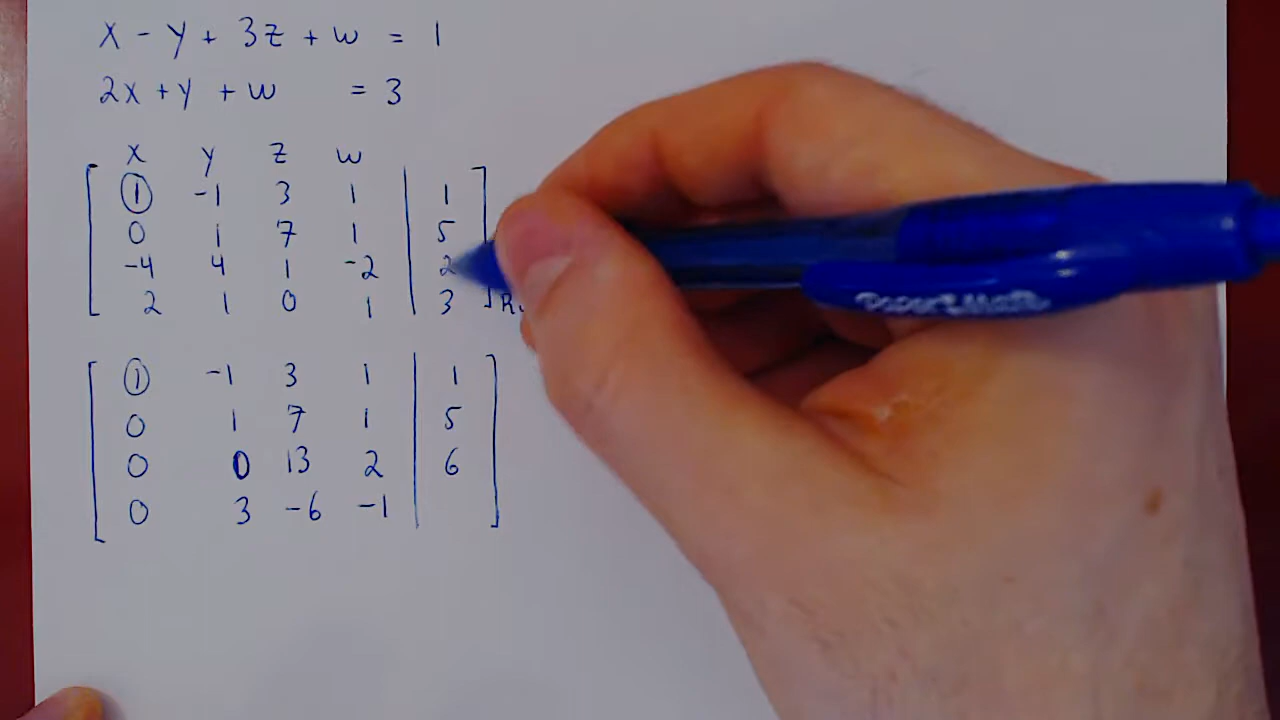 x - y + 3z + w = 1
2x + y + w = 3
x y z w
1 -1 3 1 | 1
0 1 7 1 | 5
-4 4 1 -2 | 2
2 1 0 1 | 3
1 -1 3 1 | 1
0 1 7 1 | 5
0 0 13 2 | 6
0 3 -6 -1 |
PaperMate